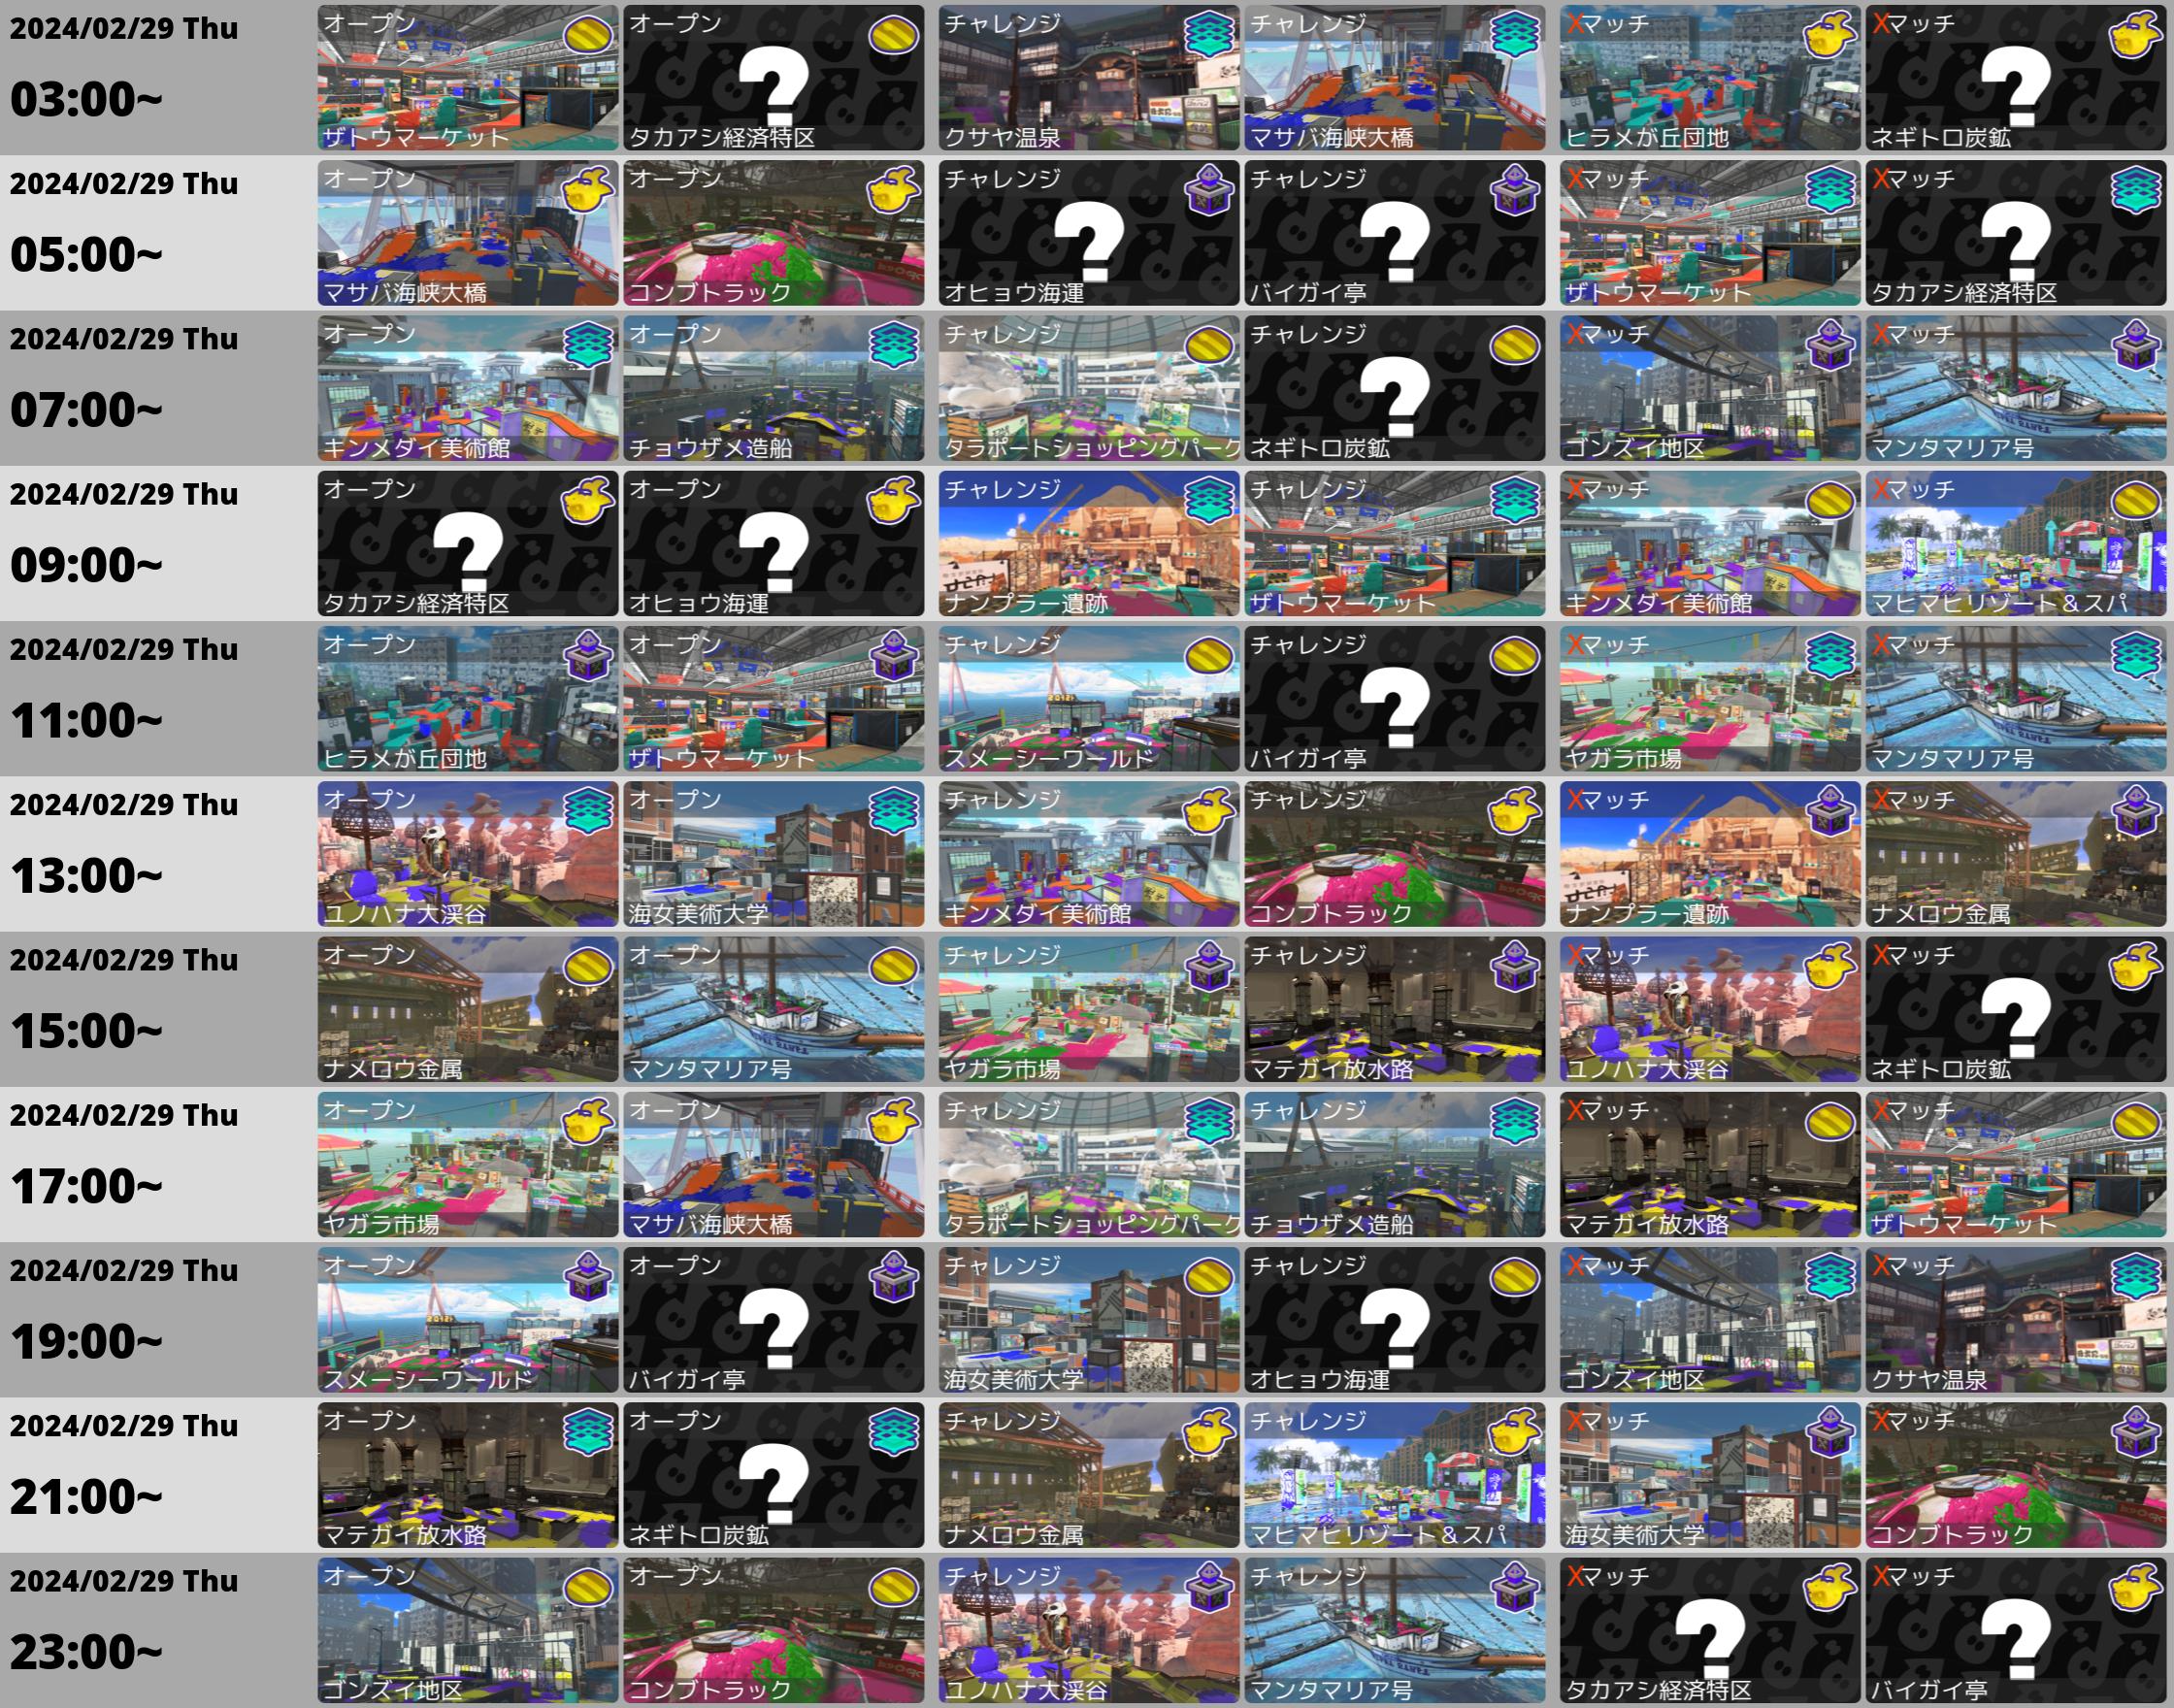 2024/02/29 Thu
03:00~
オープン
ザトウマーケット
オープン
タカアシ経済特区
チャレンジ
クサヤ温泉
チャレンジ
マサバ海峡大橋
Xマッチ
ヒラメが丘団地
Xマッチ
ネギトロ炭鉱
2024/02/29 Thu
05:00~
オープン
マサバ海峡大橋
オープン
コンブトラック
チャレンジ
オヒョウ海運
チャレンジ
バイガイ亭
Xマッチ
ザトウマーケット
Xマッチ
タカアシ経済特区
2024/02/29 Thu
07:00~
オープン
キンメダイ美術館
オープン
チョウザメ造船
チャレンジ
タラポートショッピングパーク
チャレンジ
ネギトロ炭鉱
Xマッチ
ゴンズイ地区
Xマッチ
マンタマリア号
2024/02/29 Thu
09:00~
オープン
タカアシ経済特区
オープン
オヒョウ海運
チャレンジ
ナンプラー遺跡
チャレンジ
ザトウマーケット
Xマッチ
キンメダイ美術館
Xマッチ
マヒマヒリゾート＆スパ
2024/02/29 Thu
11:00~
オープン
ヒラメが丘団地
オープン
ザトウマーケット
チャレンジ
スメーシーワールド
チャレンジ
バイガイ亭
Xマッチ
ヤガラ市場
Xマッチ
マンタマリア号
2024/02/29 Thu
13:00~
オープン
ユノハナ大渓谷
オープン
海女美術大学
チャレンジ
キンメダイ美術館
チャレンジ
コンブトラック
Xマッチ
ナンプラー遺跡
Xマッチ
ナメロウ金属
2024/02/29 Thu
15:00~
オープン
ナメロウ金属
オープン
マンタマリア号
チャレンジ
ヤガラ市場
チャレンジ
マテガイ放水路
Xマッチ
ユノハナ大渓谷
Xマッチ
ネギトロ炭鉱
2024/02/29 Thu
17:00~
オープン
ヤガラ市場
オープン
マサバ海峡大橋
チャレンジ
タラポートショッピングパーク
チャレンジ
チョウザメ造船
Xマッチ
マテガイ放水路
Xマッチ
ザトウマーケット
2024/02/29 Thu
19:00~
オープン
スメーシーワールド
オープン
バイガイ亭
チャレンジ
海女美術大学
チャレンジ
オヒョウ海運
Xマッチ
ゴンズイ地区
Xマッチ
クサヤ温泉
2024/02/29 Thu
21:00~
オープン
マテガイ放水路
オープン
ネギトロ炭鉱
チャレンジ
ナメロウ金属
チャレンジ
マヒマヒリゾート＆スパ
Xマッチ
海女美術大学
Xマッチ
コンブトラック
2024/02/29 Thu
23:00~
オープン
ゴンズイ地区
オープン
コンブトラック
チャレンジ
ユノハナ大渓谷
チャレンジ
マンタマリア号
Xマッチ
タカアシ経済特区
Xマッチ
バイガイ亭